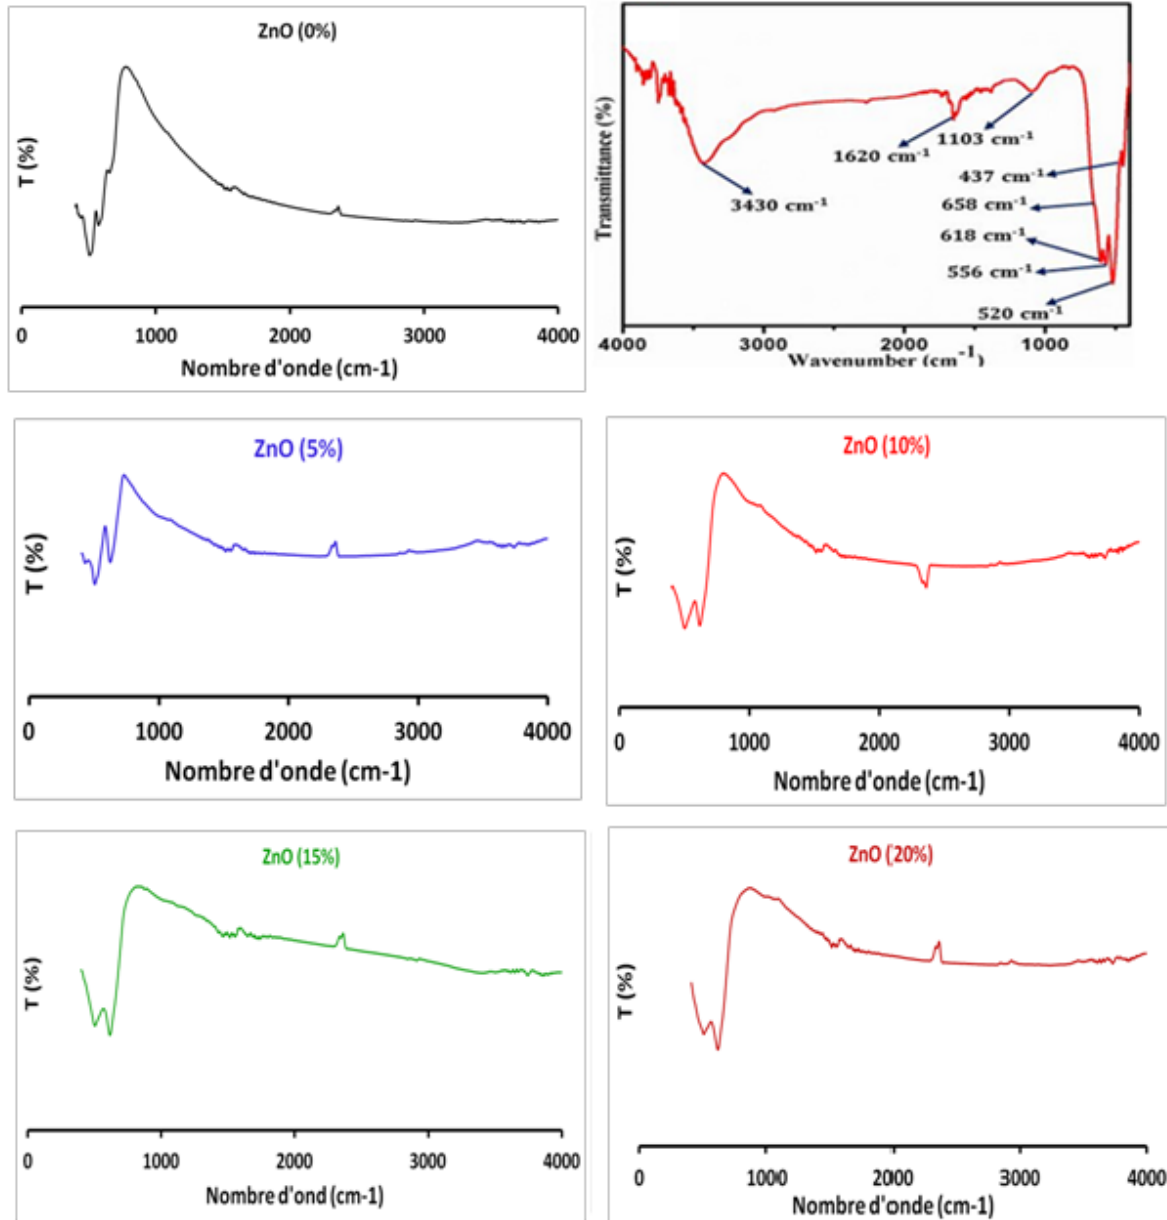 ZnO (0%)
T (%)
0 1000 2000 3000 4000
Nombre d'onde (cm-1)
Transmittance (%)
1620 cm-1
1103 cm-1
437 cm-1
3430 cm-1
658 cm-1
618 cm-1
556 cm-1
520 cm-1
4000 3000 2000 1000
Wavenumber (cm-1)
ZnO (5%)
T (%)
0 1000 2000 3000 4000
Nombre d'onde (cm-1)
ZnO (10%)
T (%)
0 1000 2000 3000 4000
Nombre d'onde (cm-1)
ZnO (15%)
T (%)
0 1000 2000 3000 4000
Nombre d'ond (cm-1)
ZnO (20%)
T (%)
0 1000 2000 3000 4000
Nombre d'onde (cm-1)